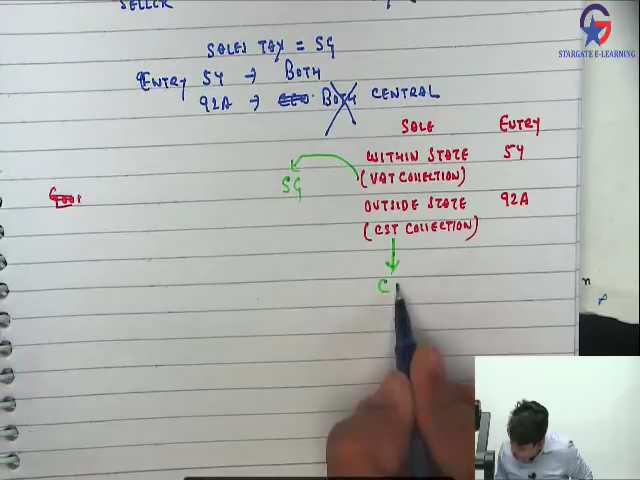 SELLER
STARGATE E-LEARNING
SALES TAX = SG
ENTRY 54 → BOTH
92A → BOTH CENTRAL
SALE ENTRY
WITHIN STATE 54
(VAT COLLECTION)
SG
OUTSIDE STATE 92A
(CST COLLECTION)
C
n